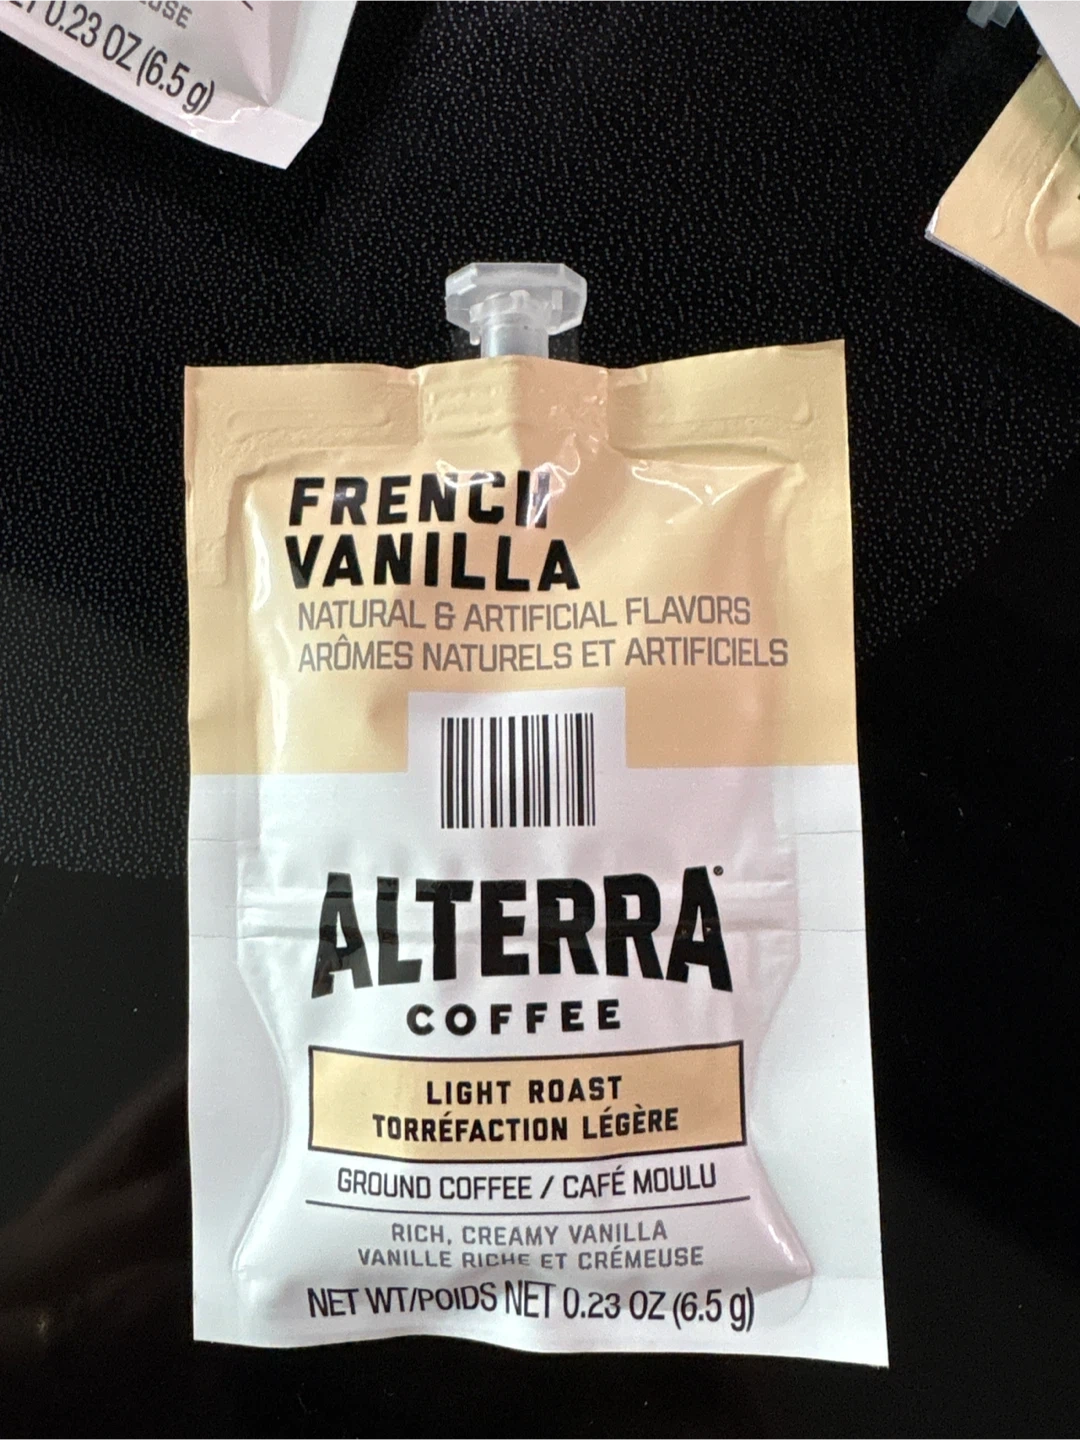 0.23 OZ (6.5 g)
FRENCH
VANILLA
NATURAL & ARTIFICIAL FLAVORS
ARÔMES NATURELS ET ARTIFICIELS
ALTERRA
COFFEE
LIGHT ROAST
TORRÉFACTION LÉGÈRE
GROUND COFFEE / CAFÉ MOULU
RICH, CREAMY VANILLA
VANILLE RICHE ET CRÉMEUSE
NET WT/POIDS NET 0.23 OZ (6.5 g)